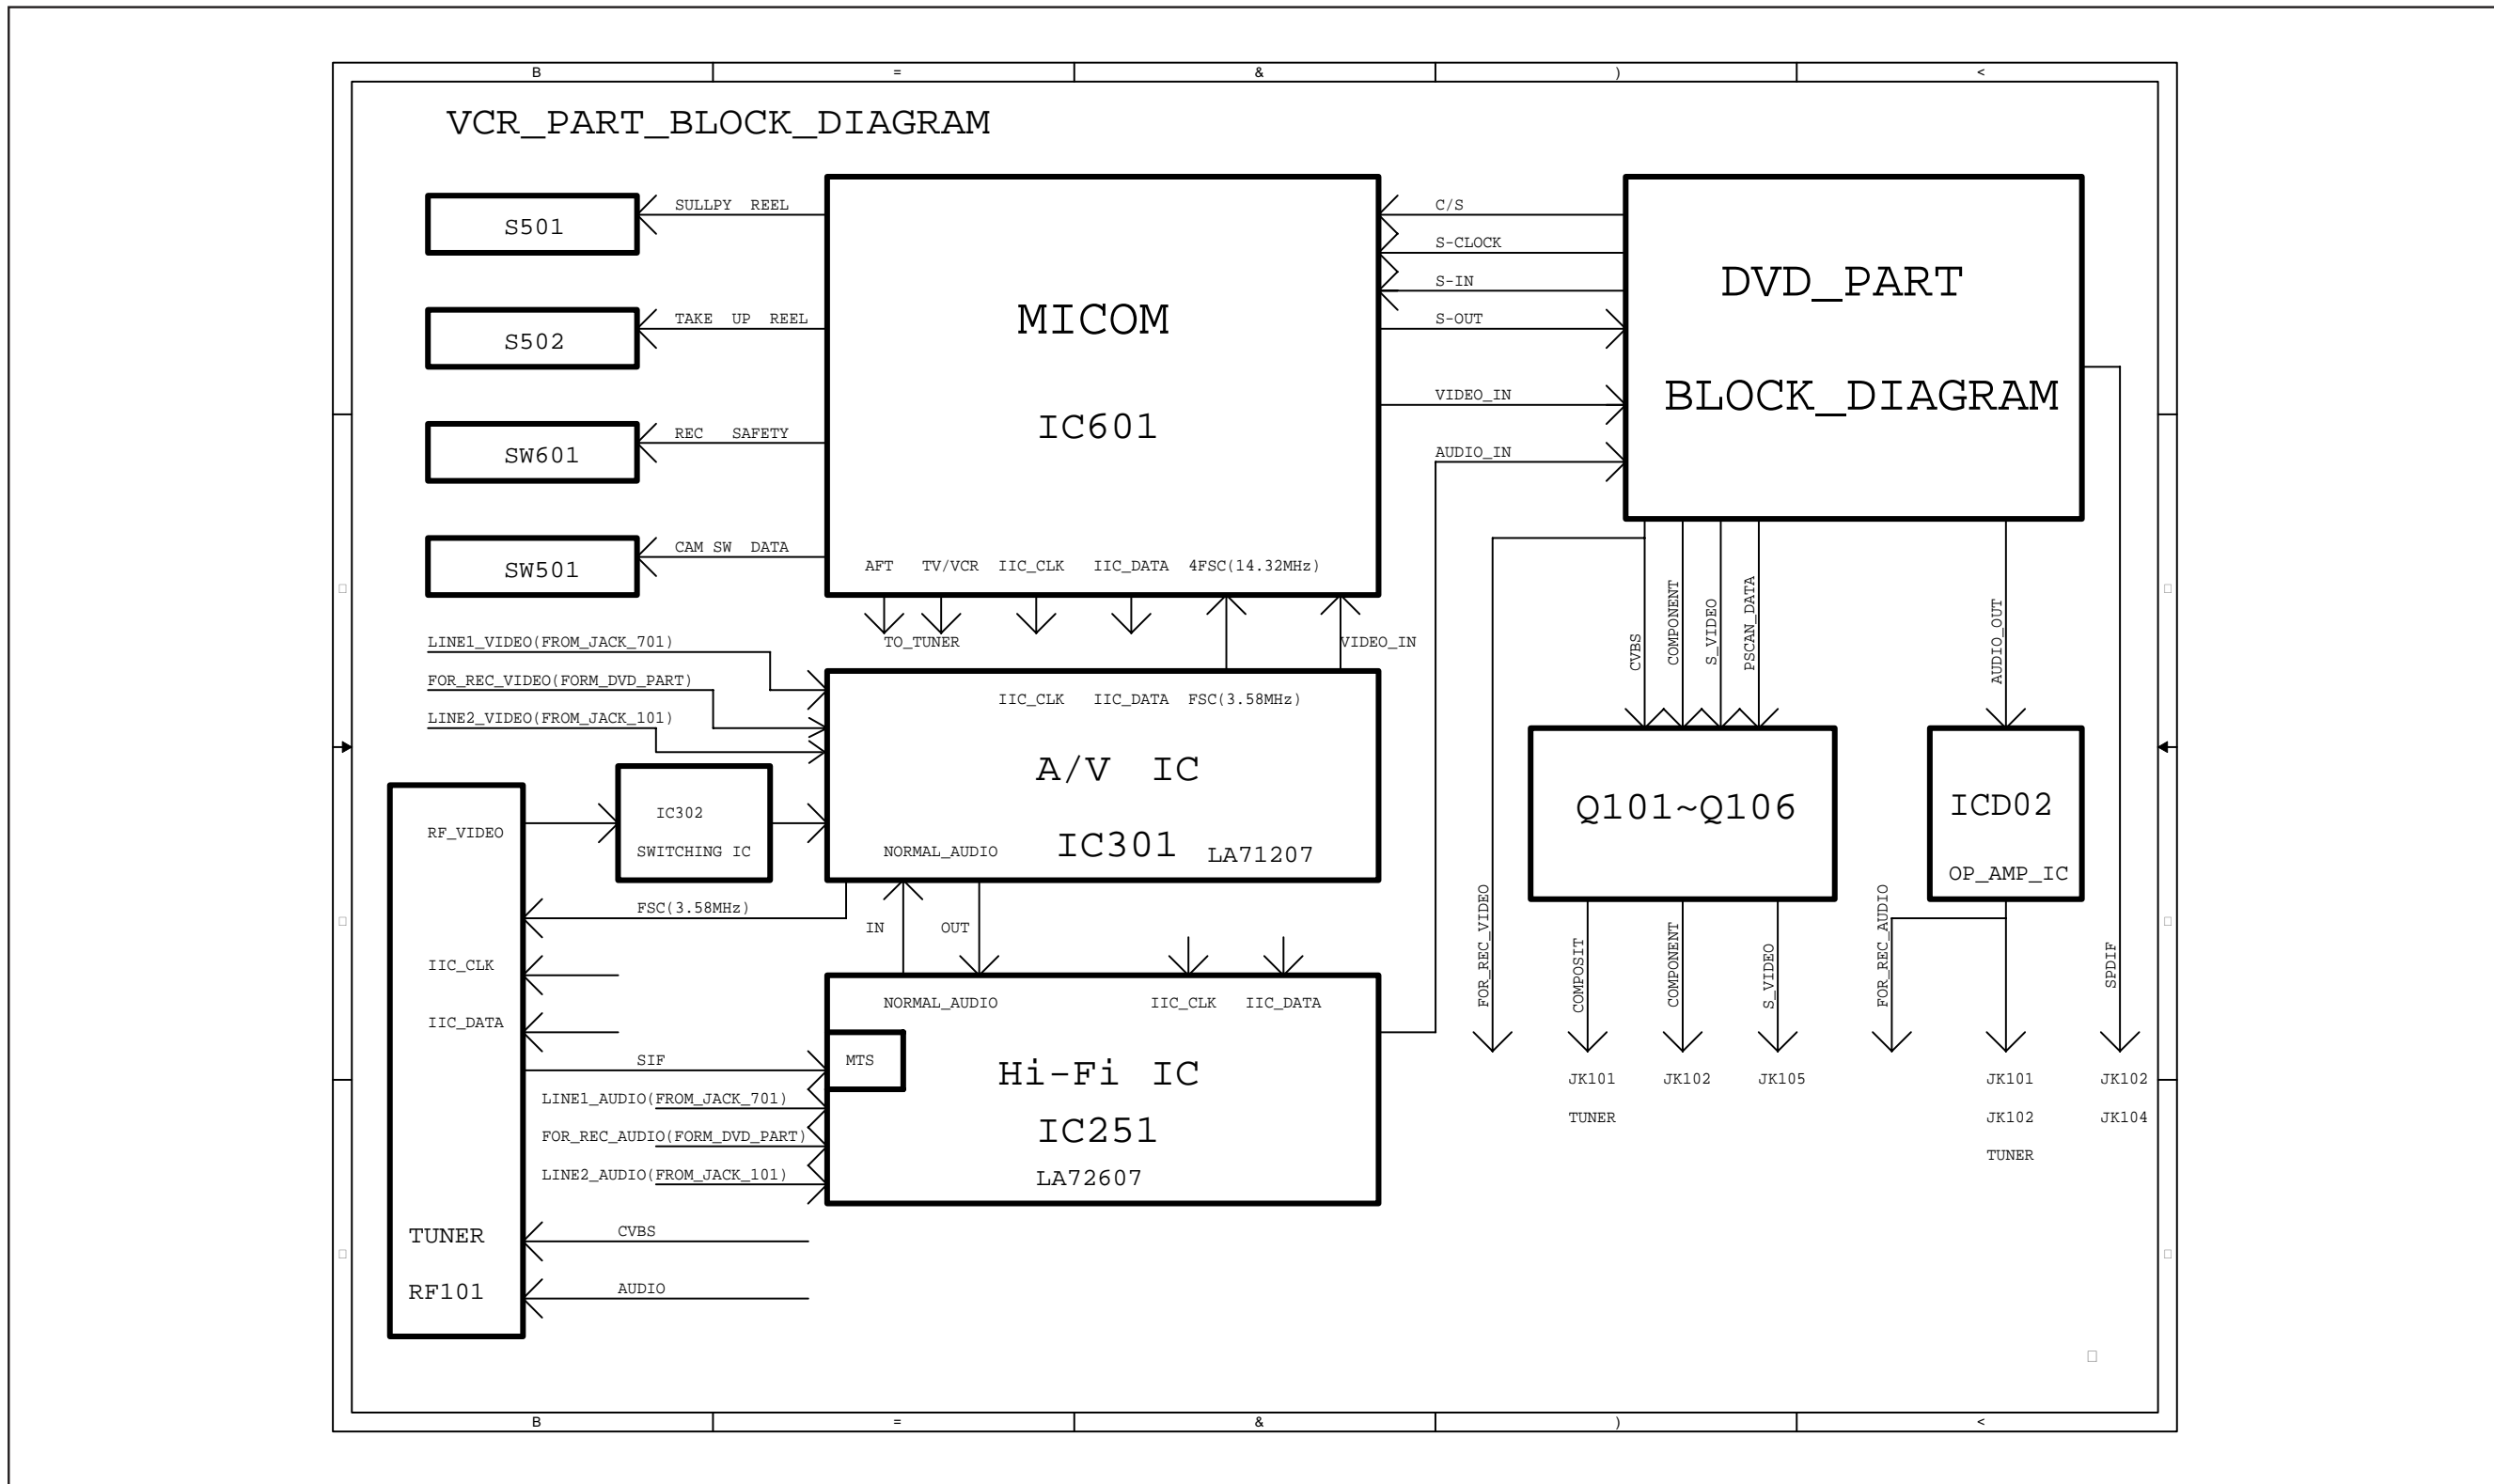 B = & ) <
VCR_PART_BLOCK_DIAGRAM
S501
SULLPY REEL
S502
TAKE UP REEL
SW601
REC SAFETY
SW501
CAM SW DATA
MICOM
IC601
AFT TV/VCR IIC_CLK IIC_DATA 4FSC(14.32MHz)
C/S
S-CLOCK
S-IN
S-OUT
VIDEO_IN
AUDIO_IN
DVD_PART
BLOCK_DIAGRAM
TO_TUNER
VIDEO_IN
LINE1_VIDEO(FROM_JACK_701)
FOR_REC_VIDEO(FORM_DVD_PART)
LINE2_VIDEO(FROM_JACK_101)
IIC_CLK IIC_DATA FSC(3.58MHz)
A/V IC
IC301 LA71207
NORMAL_AUDIO
IC302
SWITCHING IC
RF_VIDEO
FSC(3.58MHz)
IN OUT
IIC_CLK
IIC_DATA
NORMAL_AUDIO IIC_CLK IIC_DATA
SIF
MTS
Hi-Fi IC
IC251
LA72607
LINE1_AUDIO(FROM_JACK_701)
FOR_REC_AUDIO(FORM_DVD_PART)
LINE2_AUDIO(FROM_JACK_101)
TUNER
CVBS
RF101
AUDIO
CVBS
COMPONENT
S_VIDEO
PSCAN_DATA
AUDIO_OUT
Q101~Q106
ICD02
OP_AMP_IC
FOR_REC_VIDEO
COMPOSIT
COMPONENT
S_VIDEO
FOR_REC_AUDIO
SPDIF
JK101 JK102 JK105 JK101 JK102
TUNER JK102 JK104
TUNER
B = & ) <